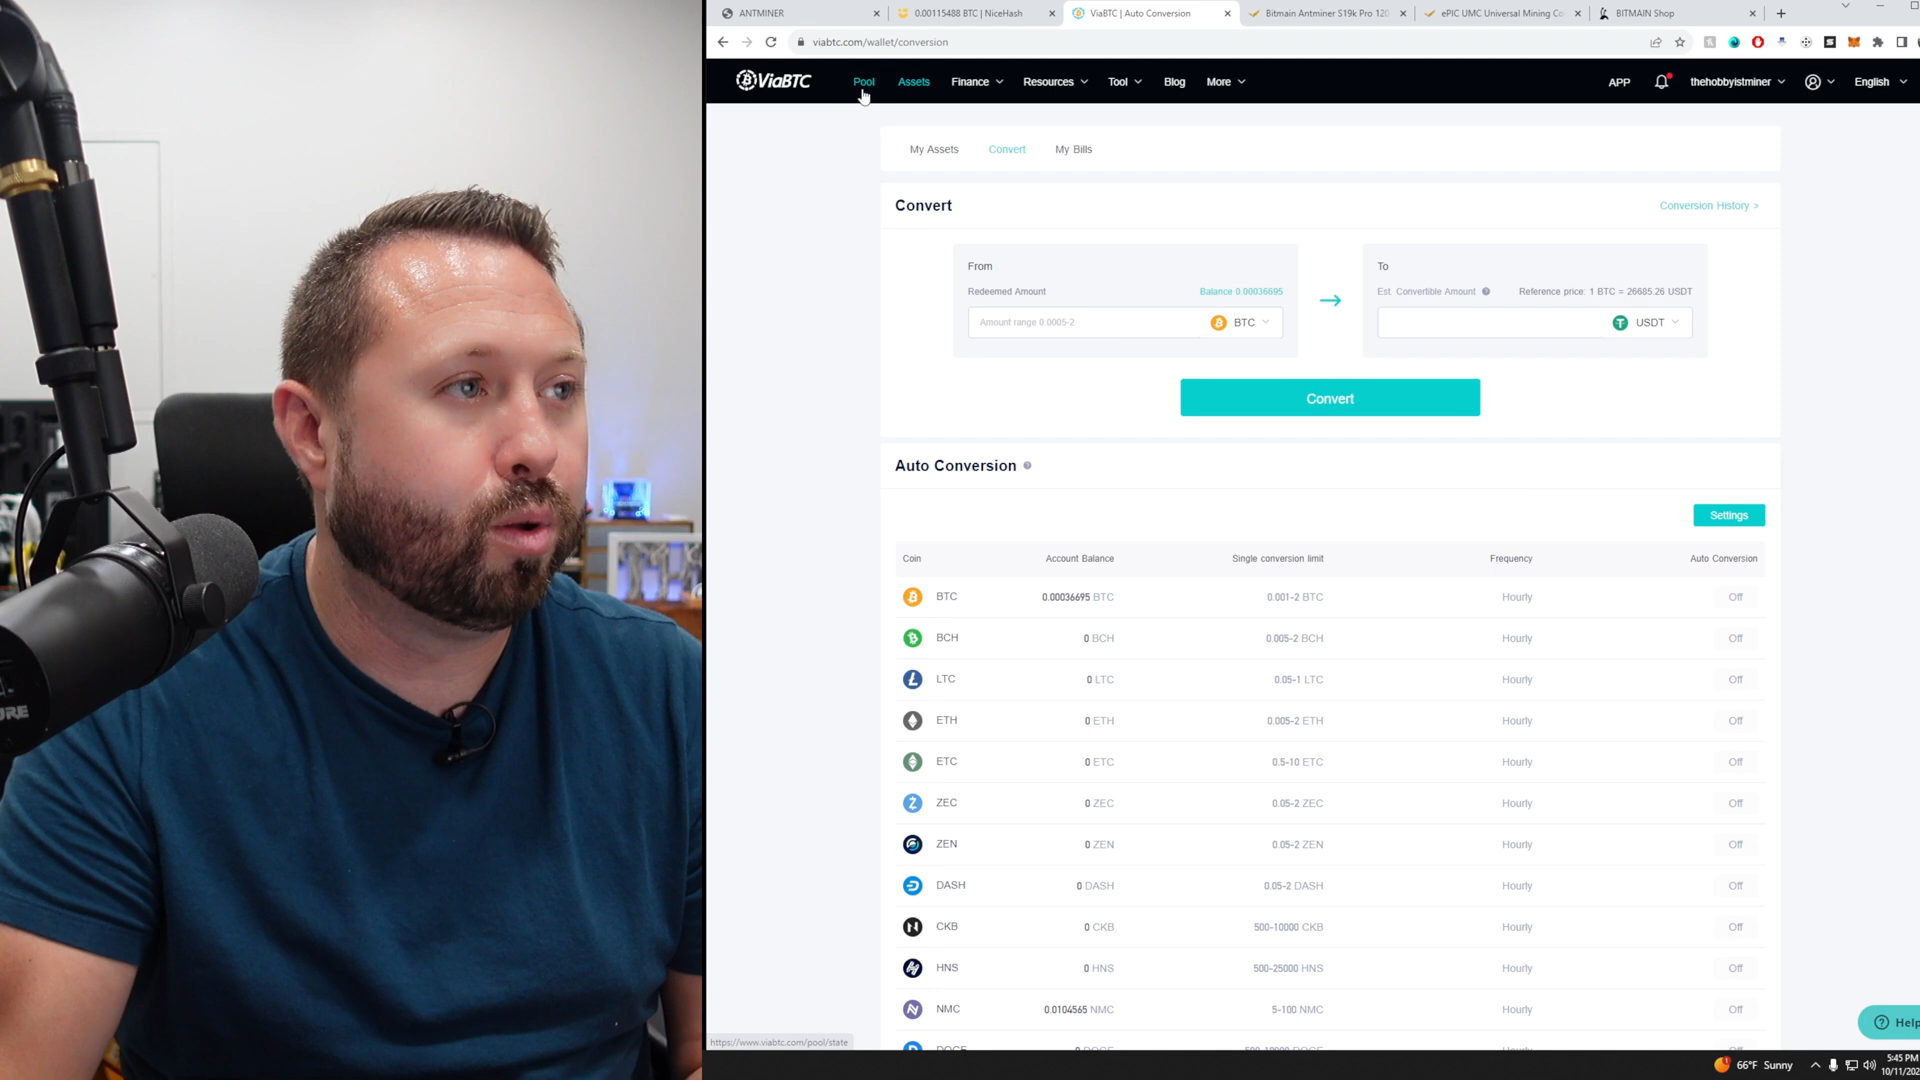 ANTMINER
0.00115488 BTC | NiceHash
ViaBTC | Auto Conversion
Bitmain Antminer S19k Pro 120
ePIC UMC Universal Mining Co
BITMAIN Shop
viabtc.com/wallet/conversion
ViaBTC
Pool
Assets
Finance
Resources
Tool
Blog
More
APP
thehobbyistminer
English
My Assets
Convert
My Bills
Convert
Conversion History >
From
Redeemed Amount
Balance 0.00036695
Amount range 0.0005-2
BTC
To
Est. Convertible Amount
Reference price: 1 BTC = 26685.26 USDT
USDT
Convert
Auto Conversion
Settings
Coin Account Balance Single conversion limit Frequency Auto Conversion
BTC 0.00036695 BTC 0.001-2 BTC Hourly Off
BCH 0 BCH 0.005-2 BCH Hourly Off
LTC 0 LTC 0.05-1 LTC Hourly Off
ETH 0 ETH 0.005-2 ETH Hourly Off
ETC 0 ETC 0.5-10 ETC Hourly Off
ZEC 0 ZEC 0.05-2 ZEC Hourly Off
ZEN 0 ZEN 0.05-2 ZEN Hourly Off
DASH 0 DASH 0.05-2 DASH Hourly Off
CKB 0 CKB 500-10000 CKB Hourly Off
HNS 0 HNS 500-25000 HNS Hourly Off
NMC 0.0104565 NMC 5-100 NMC Hourly Off
Help
https://www.viabtc.com/pool/state
66°F Sunny
5:45 PM
10/11/202